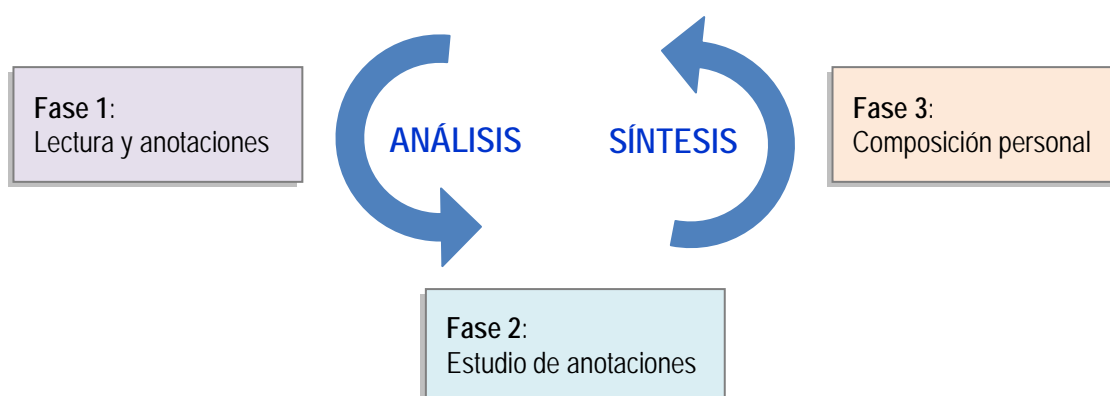 Fase 1:
Lectura y anotaciones
ANÁLISIS
SÍNTESIS
Fase 3:
Composición personal
Fase 2:
Estudio de anotaciones